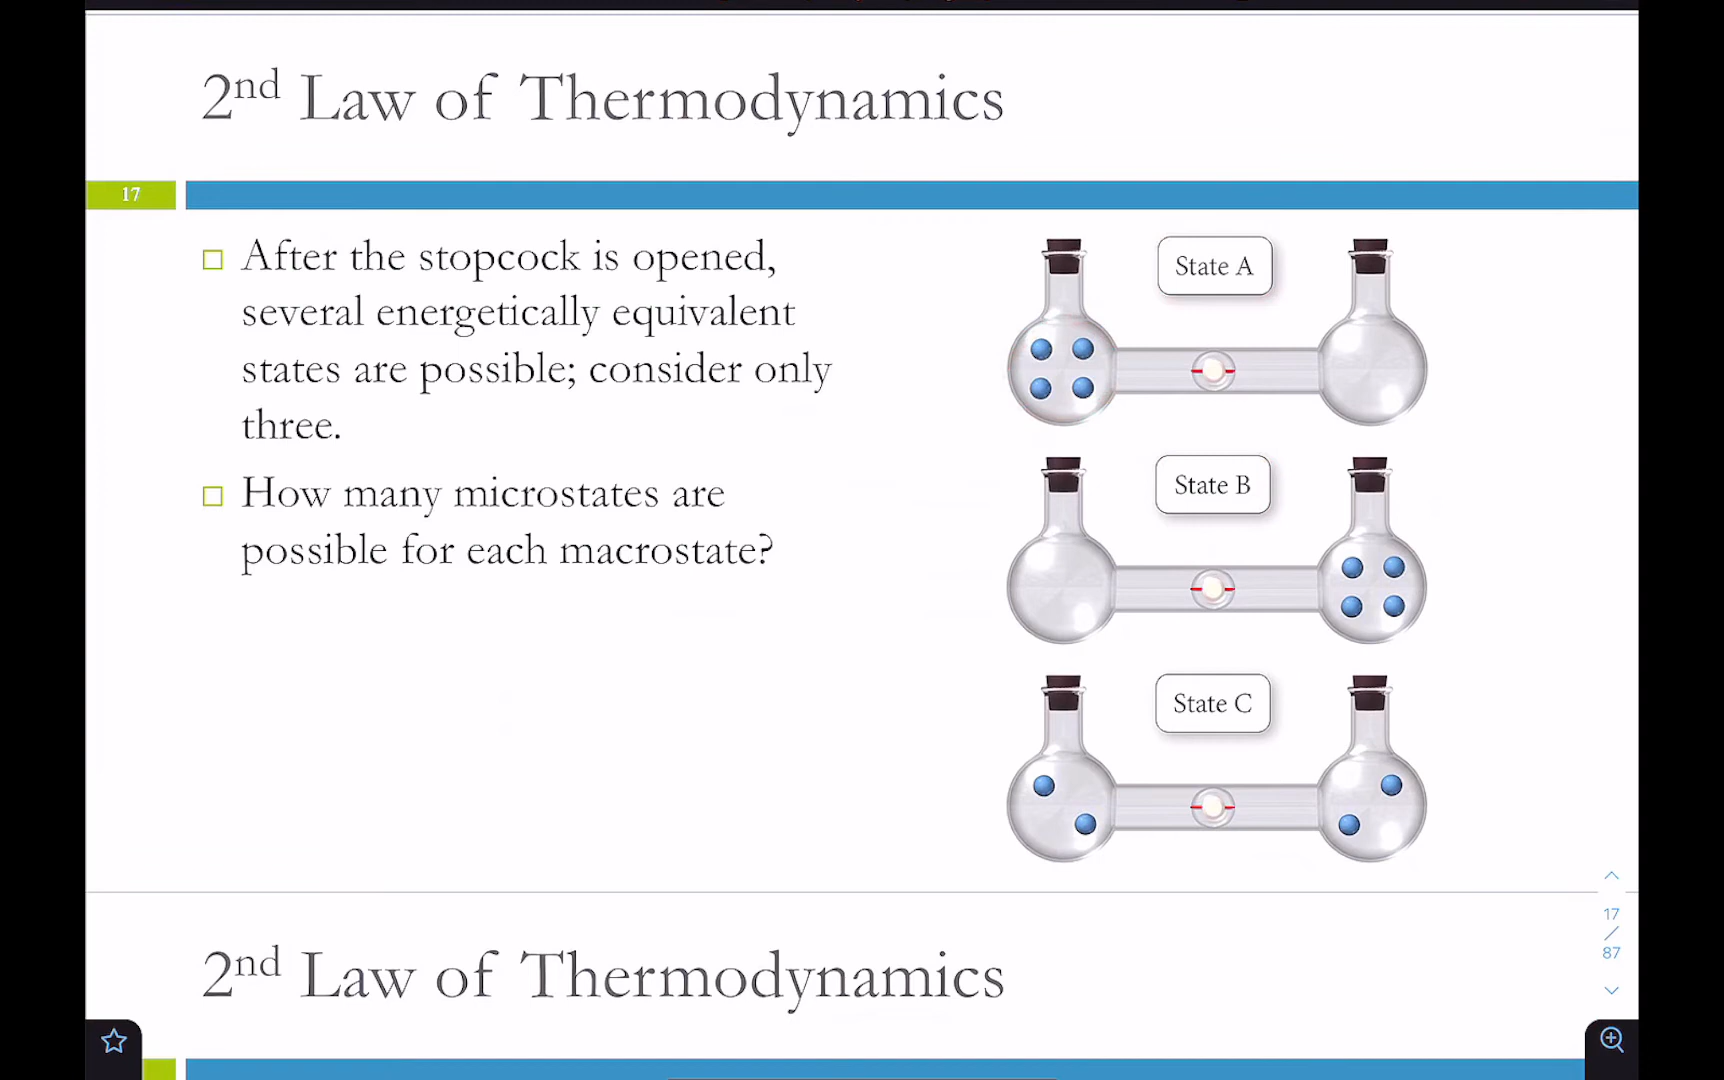 2nd Law of Thermodynamics
17
After the stopcock is opened,
several energetically equivalent
states are possible; consider only
three.
How many microstates are
possible for each macrostate?
State A
State B
State C
17
/
87
2nd Law of Thermodynamics